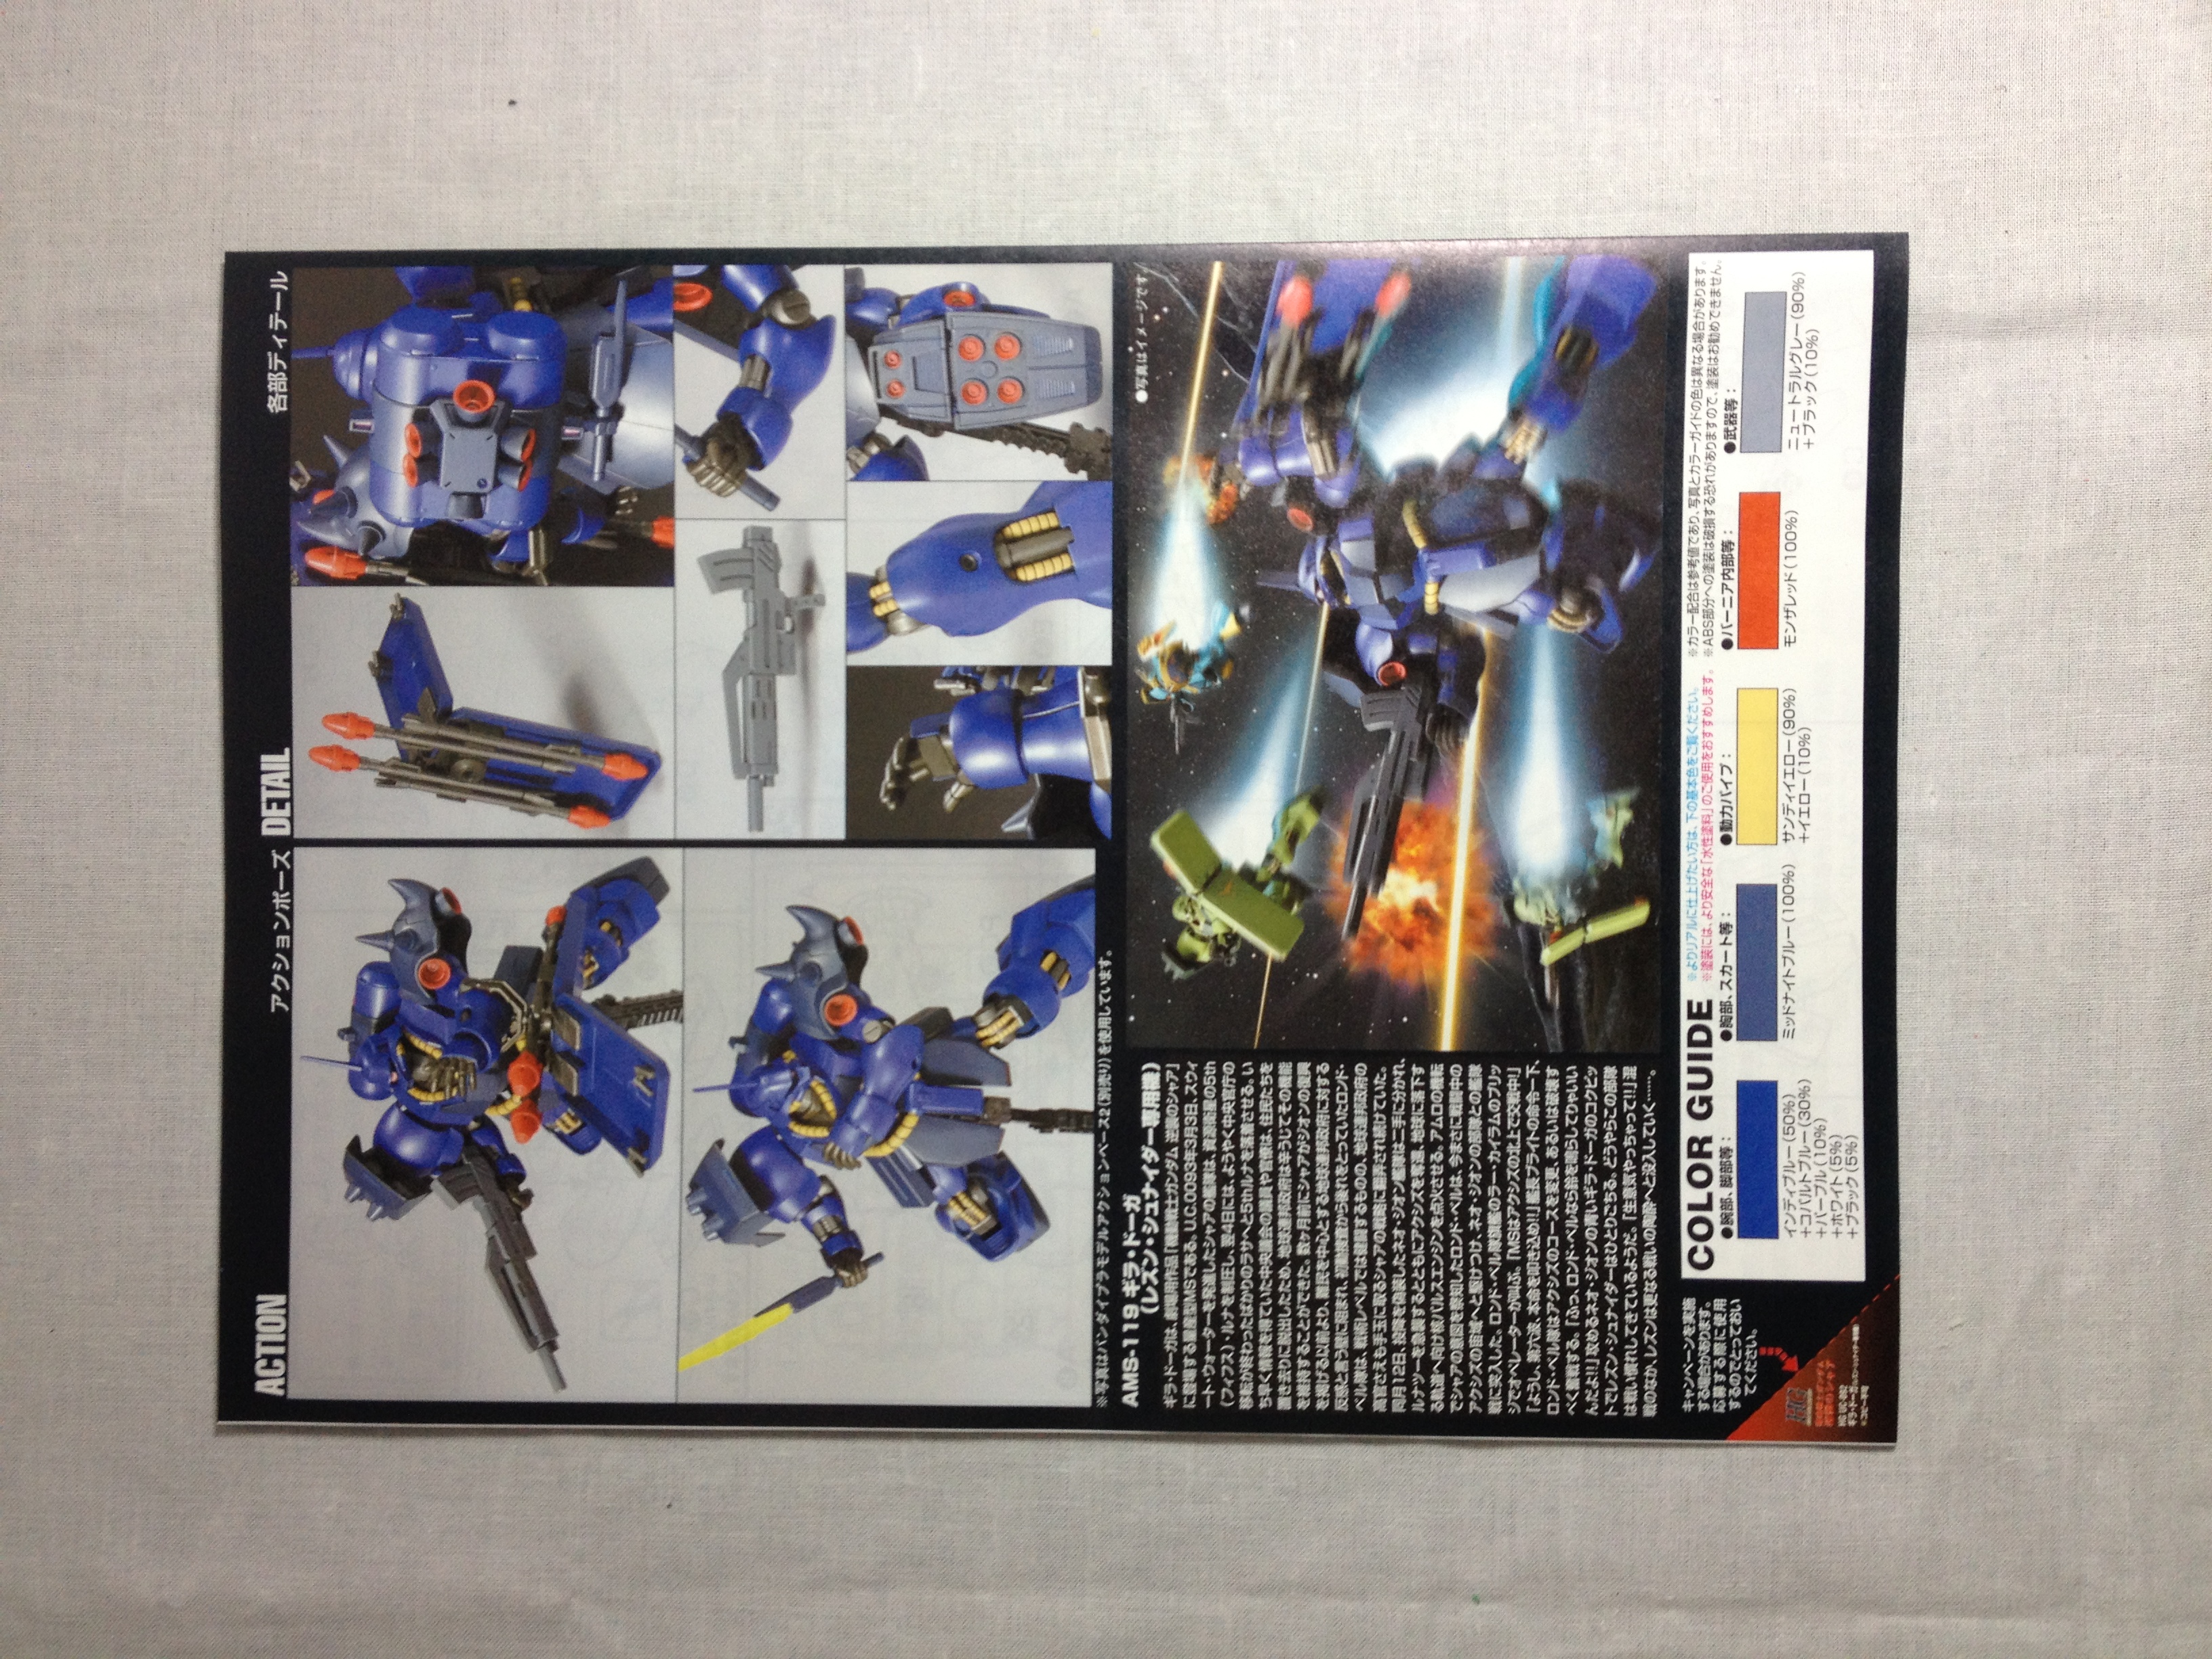 ACTION
アクションポーズ
DETAIL
各部ディテール
※写真はバンダイプラモデルアクションベース2(別売り)を使用しています。
AMS-119 ギラ・ドーガ
(レズン・シュナイダー専用機)
ギラ・ドーガは、劇場用作品「機動戦士ガンダム 逆襲のシャア」
に登場する量産型MSである。U.C.0093年3月3日、スウィ
ート・ウォーターを発進したシャアの艦隊は、資源衛星の5th
(フィフス)・ルナを制圧し、翌4日には、ようやく中央官庁の
移転が終わったばかりのラサへと5thルナを落着させる。い
ち早く情報を得ていた中央議会の議員や官僚は、住民たちを
置き去りに脱出したため、地球連邦政府は辛うじてその機能
を維持することができた。数ヶ月前にシャアがジオンの復興
を掲げる以前より、難民を中心とする地球連邦政府に対する
反感と言う壁に阻まれ、初動捜査から後れをとっていたロンド・
ベル隊は、戦術レベルでは健闘するものの、地球連邦政府の
高官さえも手玉に取るシャアの戦略に翻弄され続けていた。
同月12日、投降を偽装したネオ・ジオン艦隊は二手に分かれ、
ルナツーを急襲するとともにアクシズを奪還、地球に落下す
る軌道へ向け核パルスエンジンを点火させる。アムロの機転
でシャアの意図を察知したロンド・ベルは、今まさに戦闘中の
アクシズの宙域へと駆けつけ、ネオ・ジオンの部隊との艦隊
戦に突入した。ロンド・ベル隊旗艦のラー・カイラムのブリッ
ジでオペレーターが叫ぶ。「MSはアクシズの北上で交戦中!」
「ようし、第六波、本命を叩き込め!!」艦長ブライトの命令一下、
ロンド・ベル隊はアクシズのコースを変更、あるいは破壊す
べく奮戦する。「ふっ、ロンド・ベルなら鈴を鳴らしてりゃいい
んだよ!!」攻めるネオ・ジオンの青いギラ・ドーガのコクピッ
トでレズン・シュナイダーはひとりごちる。どうやらこの部隊
は戦い慣れしてきているようだ。「生意気やっちゃって!!」混
戦のなか、レズンは更なる戦いの陶酔へと没入していく……。
●写真はイメージです。
キャンペーンを実施
する場合があります。
応募する際に使用
するのでとっておい
てください。
HG
機動戦士ガンダム
逆襲のシャア
HG UC-092
ギラ・ドーガ(レズン・シュナイダー専用機)
※コピー不可
COLOR GUIDE
※よりリアルに仕上げたい方は、下の基本色をご覧ください。
※塗装には、より安全な「水性塗料」のご使用をおすすめします。
※カラー配合は参考値であり、写真とカラーガイドの色は異なる場合があります。
※ABS部分への塗装は破損する恐れがありますので、塗装はお勧めできません。
●腕部、脚部等:
インディブルー(50%)
+コバルトブルー(30%)
+パープル(10%)
+ホワイト(5%)
+ブラック(5%)
●胸部、スカート等:
ミッドナイトブルー(100%)
●動力パイプ:
サンディイエロー(90%)
+イエロー(10%)
●バーニア内部等:
モンザレッド(100%)
●武器等:
ニュートラルグレー(90%)
+ブラック(10%)